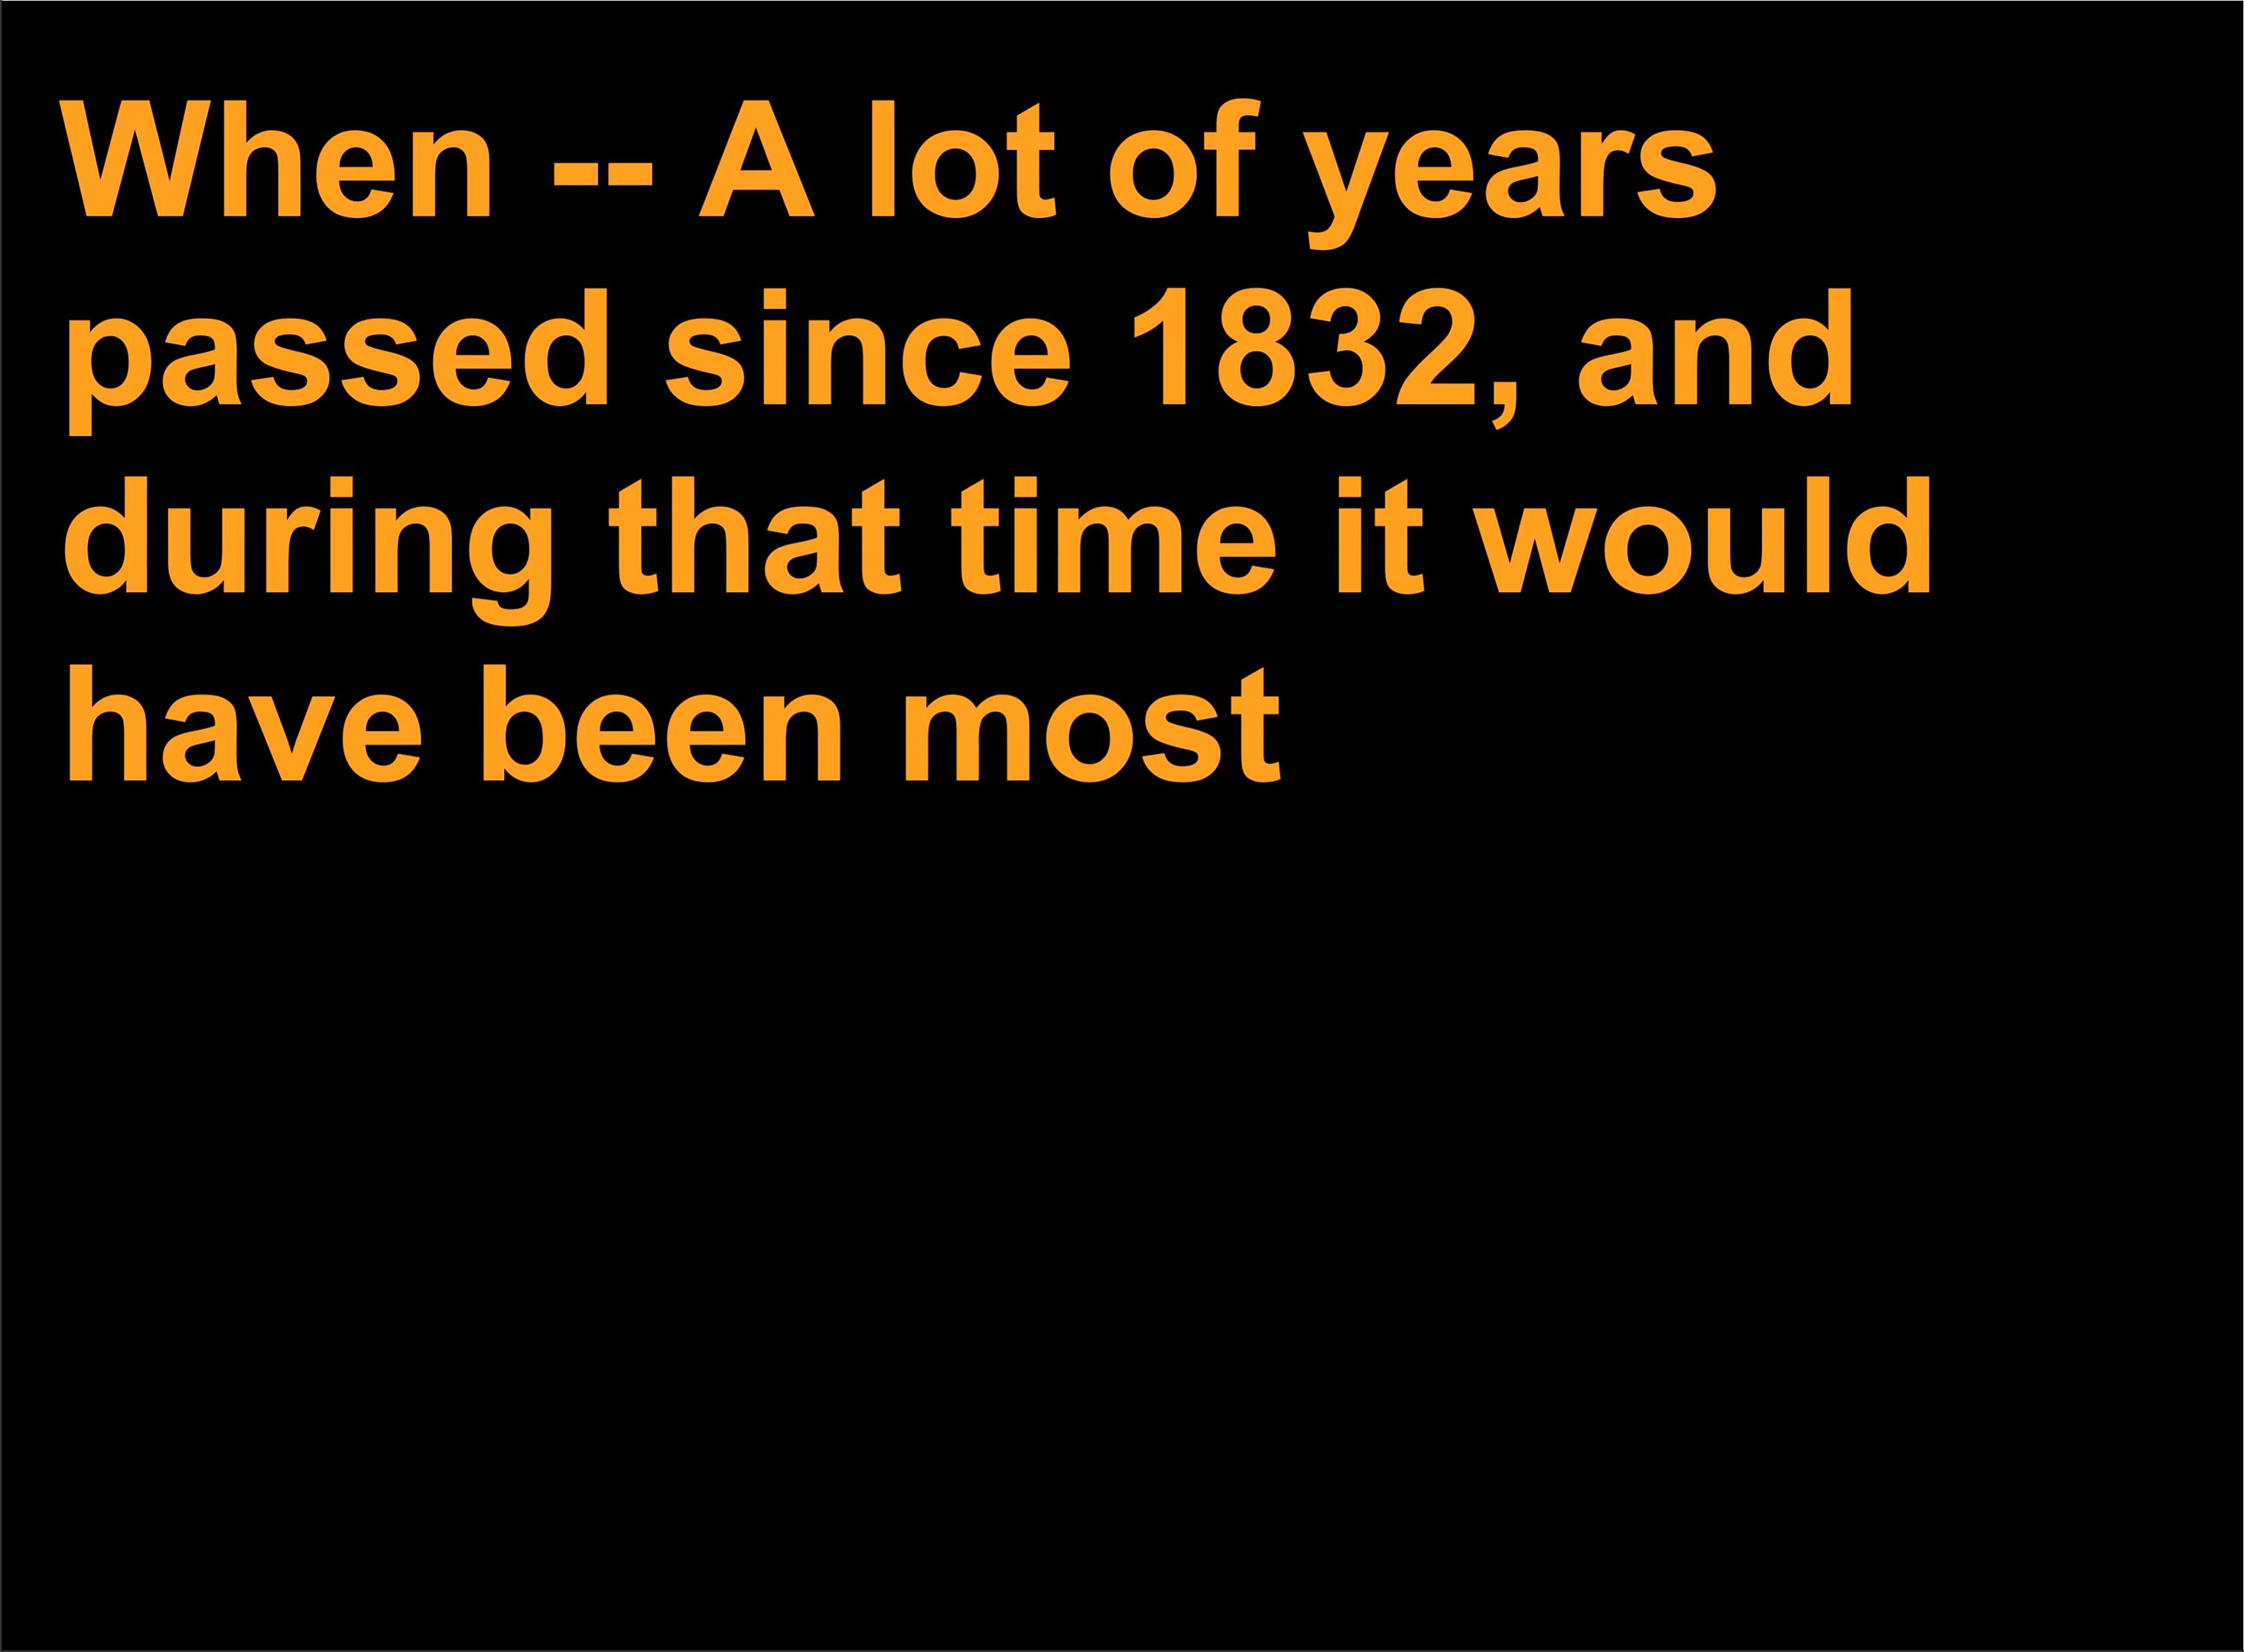 When -- A lot of years
passed since 1832, and
during that time it would
have been most